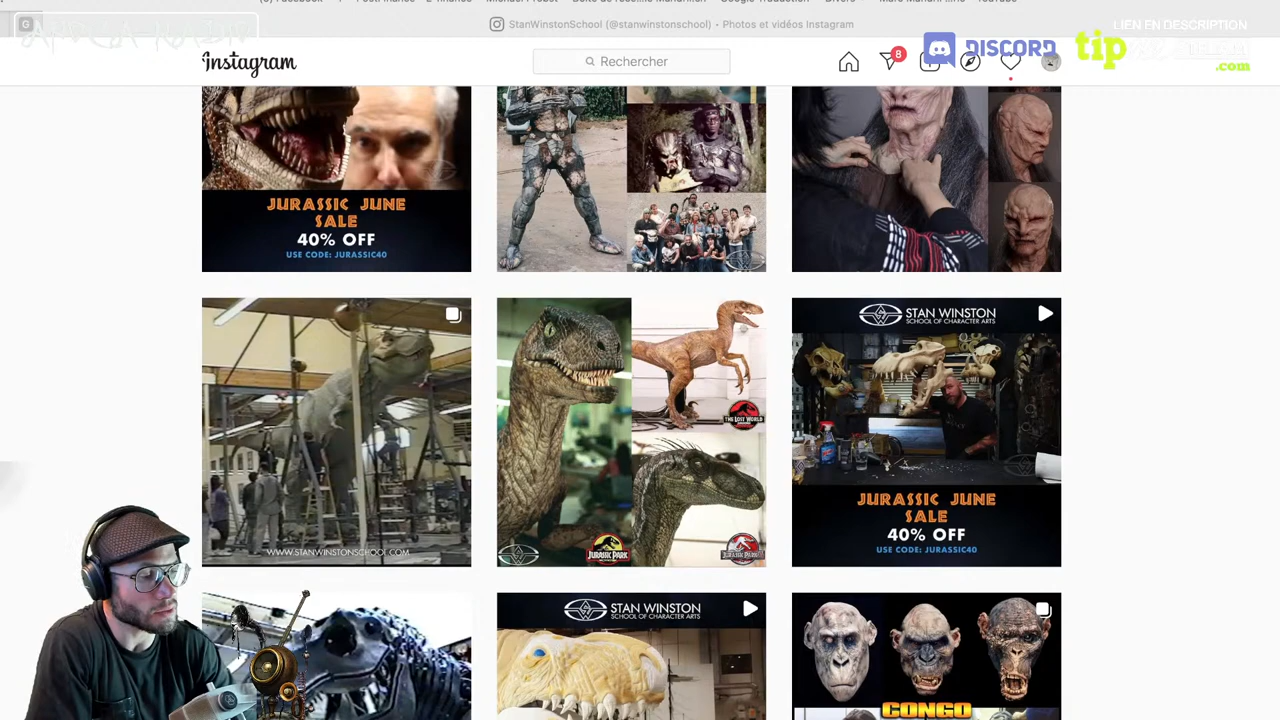 StanWinstonSchool (@stanwinstonschool) • Photos et vidéos Instagram
LIEN EN DESCRIPTION
Instagram
Rechercher
8
DISCORD
tip
.com
JURASSIC JUNE
SALE
40% OFF
USE CODE: JURASSIC40
WWW.STANWINSTONSCHOOL.COM
THE LOST WORLD
JURASSIC PARK
JURASSIC PARK
STAN WINSTON
SCHOOL OF CHARACTER ARTS
JURASSIC JUNE
SALE
40% OFF
USE CODE: JURASSIC40
STAN WINSTON
SCHOOL OF CHARACTER ARTS
CONGO